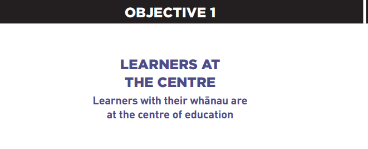 OBJECTIVE 1
LEARNERS AT
THE CENTRE
Learners with their whānau are
at the centre of education